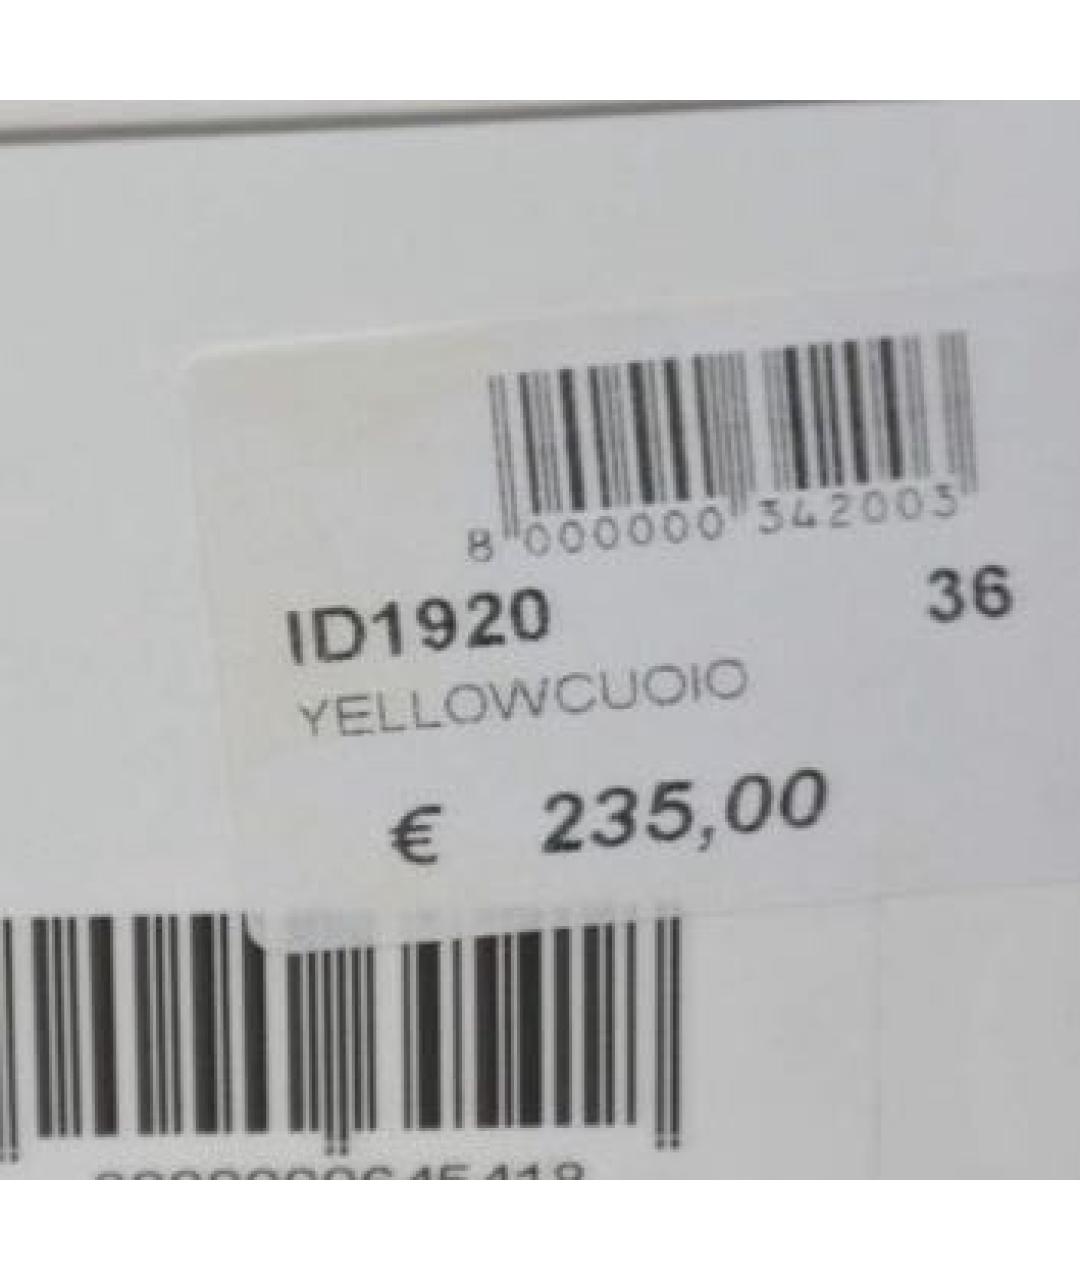 8 000000 342003
ID1920 36
YELLOWCUOIO
€ 235,00